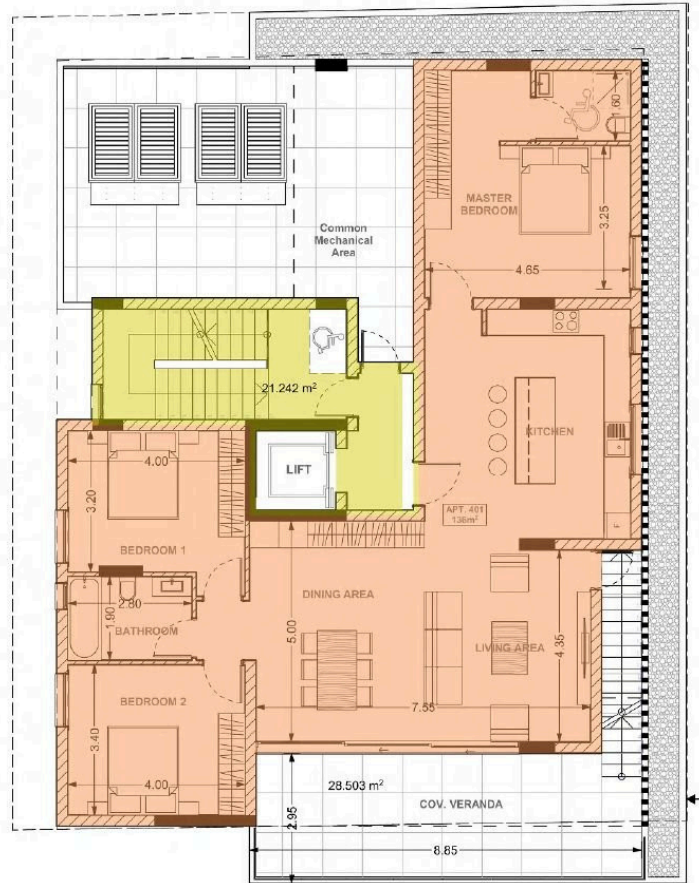 .60
MASTER
BEDROOM
3.25
Common
Mechanical
Area
4.65
21.242 m²
KITCHEN
4.00
LIFT
3.20
APT. 401
136m²
BEDROOM 1
DINING AREA
5.00
2.80
1.90
BATHROOM
LIVING AREA
4.35
BEDROOM 2
7.55
3.40
4.00
28.503 m²
COV. VERANDA
2.95
8.85